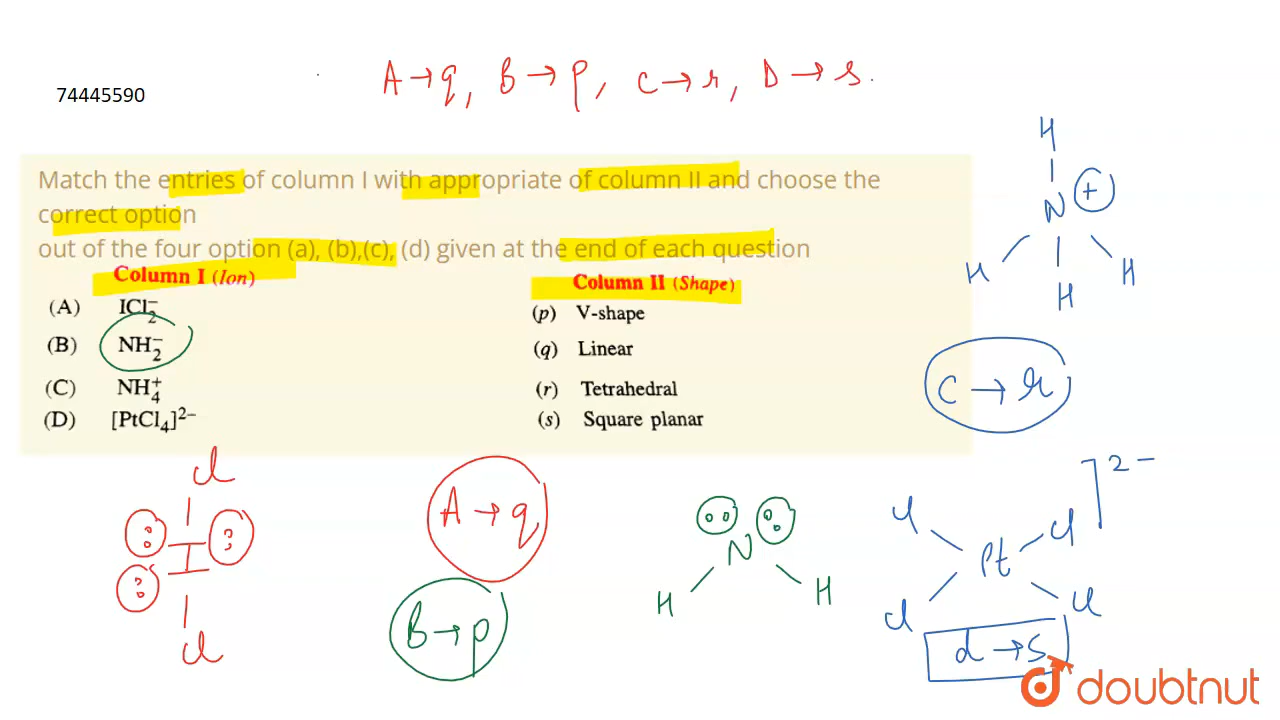 A → q, B → p, C → r, D → s.
74445590
Match the entries of column I with appropriate of column II and choose the
correct option
out of the four option (a), (b),(c), (d) given at the end of each question
Column I (Ion) Column II (Shape)
(A) ICl₂⁻ (p) V-shape
(B) NH₂⁻ (q) Linear
(C) NH₄⁺ (r) Tetrahedral
(D) [PtCl₄]²⁻ (s) Square planar
H
N +
H H H
C → r
Cl
I
Cl
A → q
B → p
N
H H
]2−
Cl Cl
Pt
Cl Cl
d → s
doubtnut